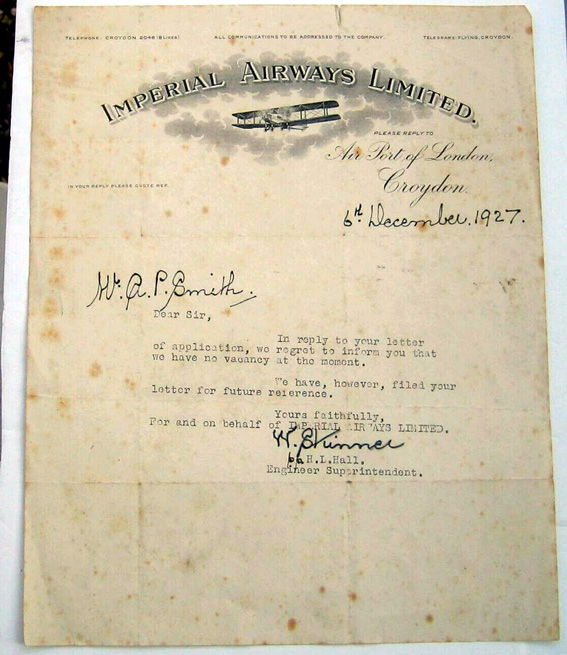 TELEPHONE: CROYDON 2046 (8 LINES) ALL COMMUNICATIONS TO BE ADDRESSED TO THE COMPANY. TELEGRAMS: FLYING, CROYDON.
IMPERIAL AIRWAYS LIMITED.
PLEASE REPLY TO
Air Port of London,
Croydon.
IN YOUR REPLY PLEASE QUOTE REF.
6th December. 1927.
Mr. A. P. Smith.
Dear Sir,
In reply to your letter
of application, we regret to inform you that
we have no vacancy at the moment.
We have, however, filed your
letter for future reference.
Yours faithfully,
For and on behalf of IMPERIAL AIRWAYS LIMITED.
W. Skinner
H.L.Hall.
Engineer Superintendent.